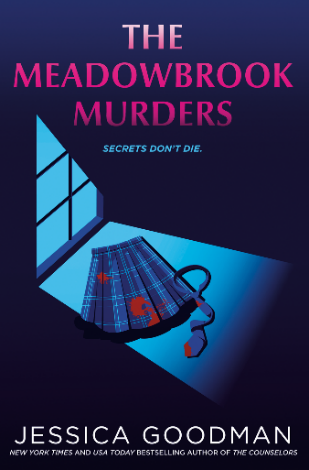 THE
MEADOWBROOK
MURDERS
SECRETS DON'T DIE.
JESSICA GOODMAN
NEW YORK TIMES AND USA TODAY BESTSELLING AUTHOR OF THE COUNSELORS